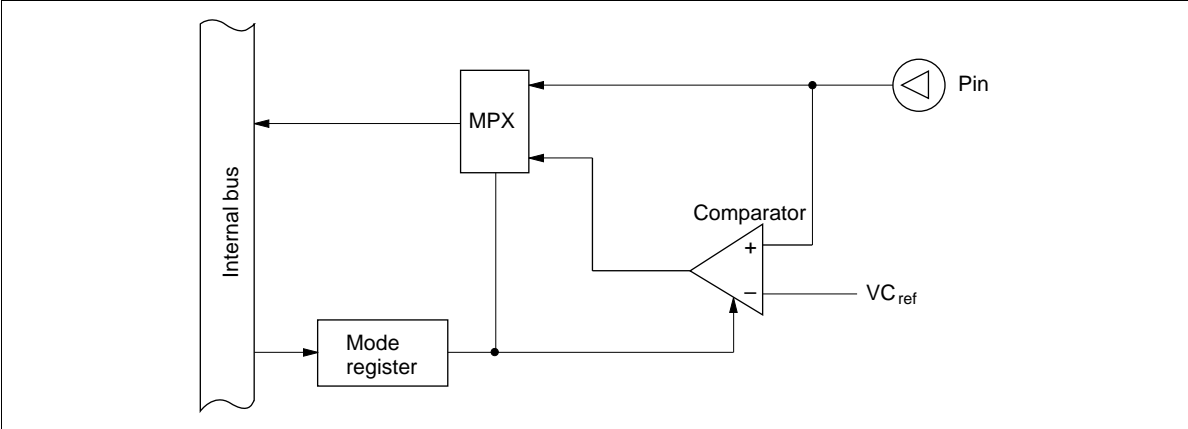 Pin
MPX
Internal bus
Comparator
+
−
VCref
Mode
register